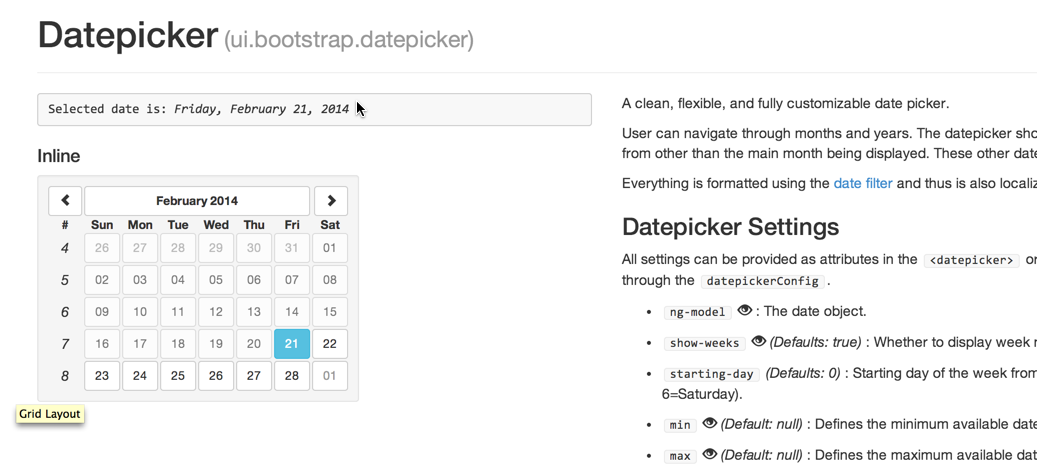 Datepicker (ui.bootstrap.datepicker)
Selected date is: Friday, February 21, 2014
Inline
February 2014
# Sun Mon Tue Wed Thu Fri Sat
4 26 27 28 29 30 31 01
5 02 03 04 05 06 07 08
6 09 10 11 12 13 14 15
7 16 17 18 19 20 21 22
8 23 24 25 26 27 28 01
Grid Layout
A clean, flexible, and fully customizable date picker.
User can navigate through months and years. The datepicker sho
from other than the main month being displayed. These other date
Everything is formatted using the date filter and thus is also localiz
Datepicker Settings
All settings can be provided as attributes in the <datepicker> or
through the datepickerConfig .
• ng-model : The date object.
• show-weeks (Defaults: true) : Whether to display week n
• starting-day (Defaults: 0) : Starting day of the week from
6=Saturday).
• min (Default: null) : Defines the minimum available date
• max (Default: null) : Defines the maximum available dat